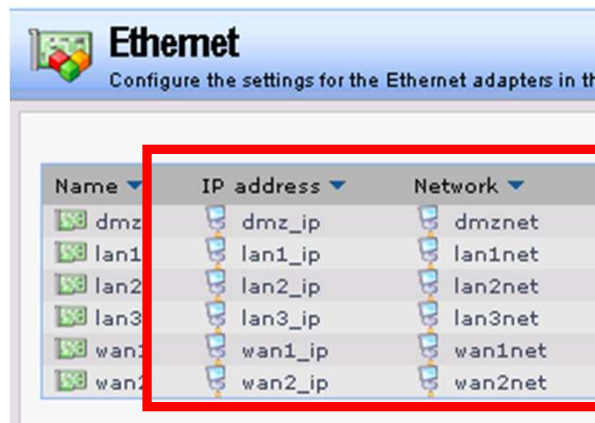 Ethernet
Configure the settings for the Ethernet adapters in
Name IP address Network
dmz dmz_ip dmznet
lan1 lan1_ip lan1net
lan2 lan2_ip lan2net
lan3 lan3_ip lan3net
wan1 wan1_ip wan1net
wan2 wan2_ip wan2net